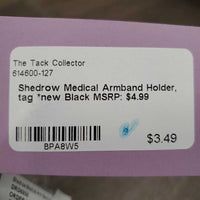 The Tack Collector
614600-127
Shedrow Medical Armband Holder,
tag *new Black MSRP: $4.99
$3.49
BPA8W5